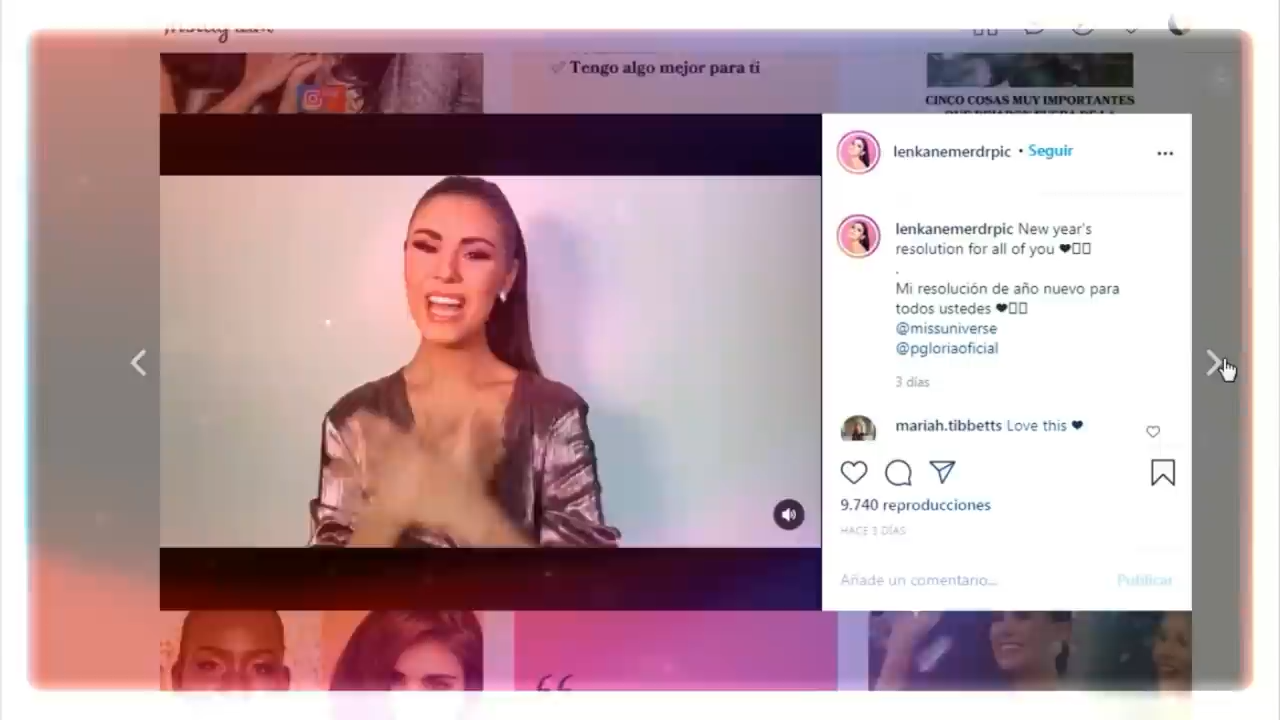 Tengo algo mejor para ti
CINCO COSAS MUY IMPORTANTES
lenkanemerdrpic • Seguir
lenkanemerdrpic New year's
resolution for all of you ❤
.
Mi resolución de año nuevo para
todos ustedes ❤
@missuniverse
@pgloriaoficial
3 días
mariah.tibbetts Love this ❤
9.740 reproducciones
HACE 3 DÍAS
Añade un comentario...
Publicar